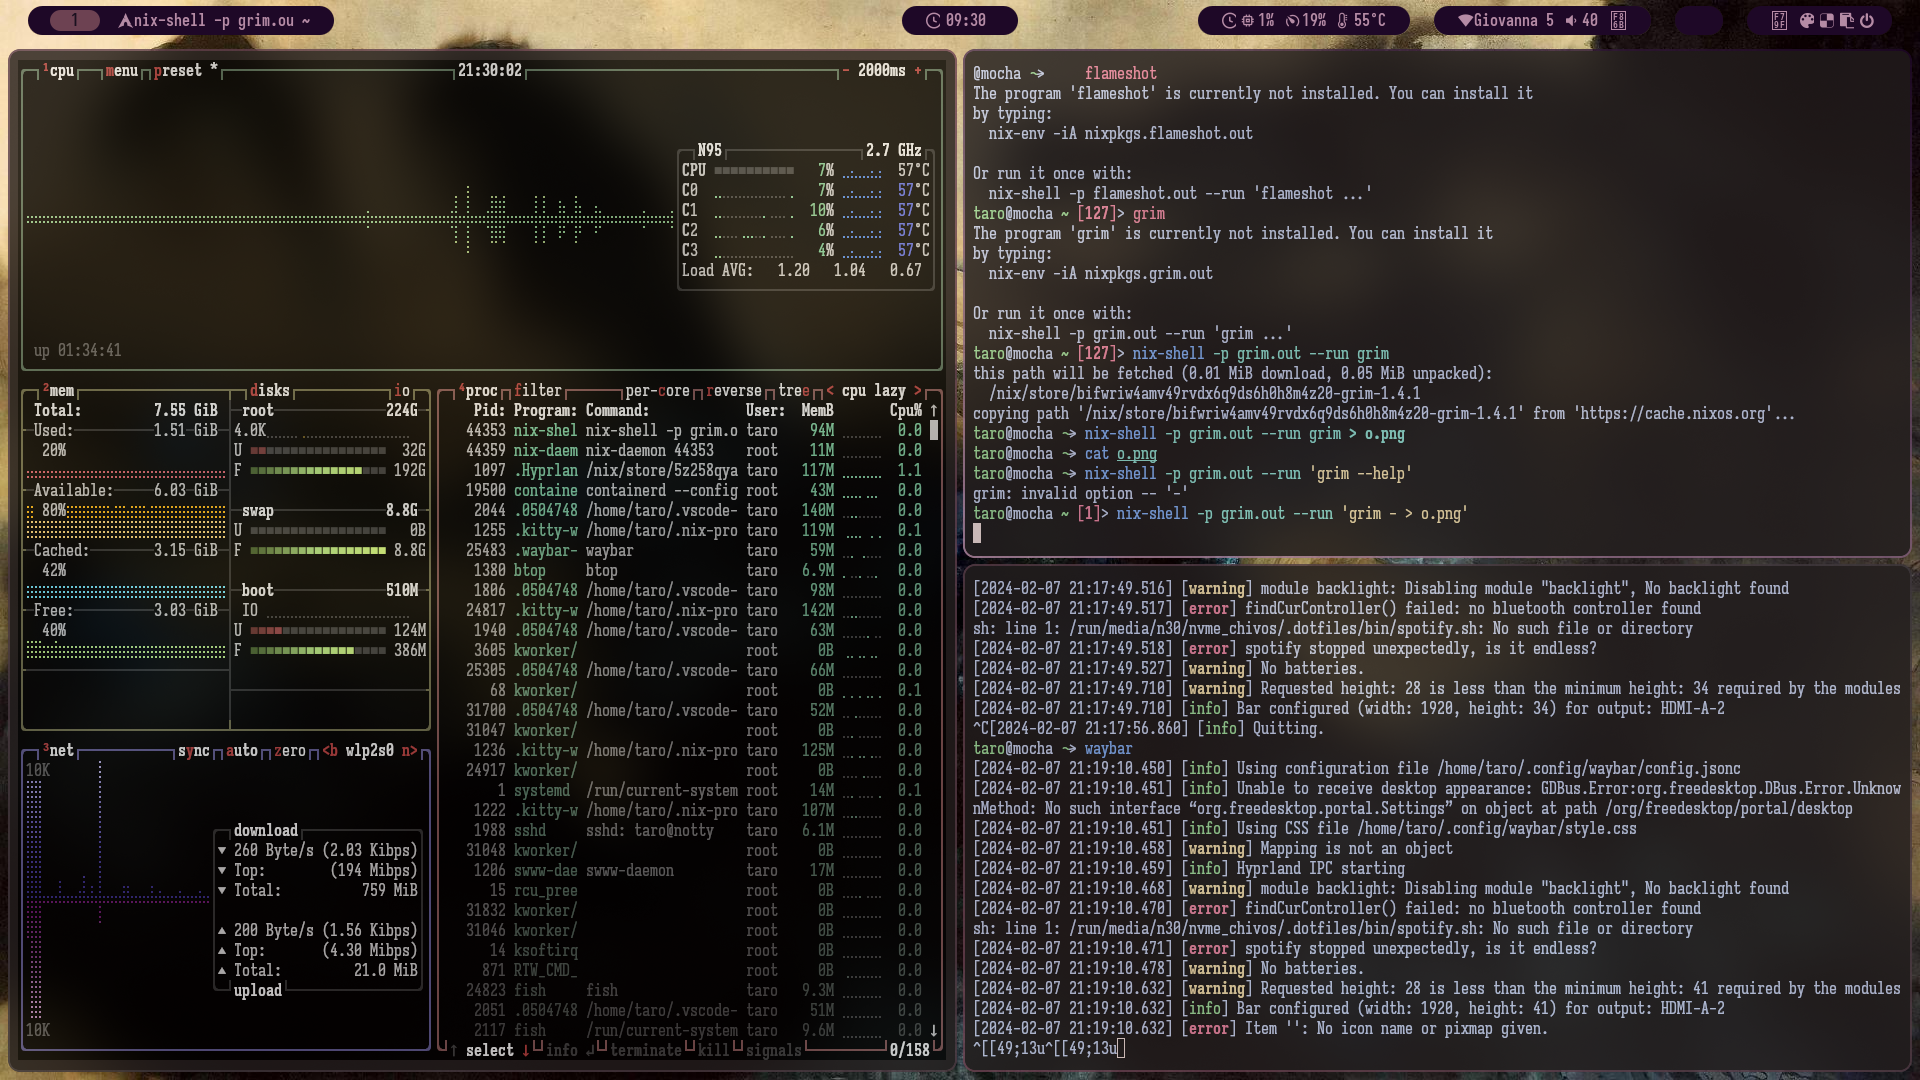 1 nix-shell -p grim.ou ~
09:30
1% 19% 55°C
Giovanna 5 40
¹cpu menu preset * 21:30:02 - 2000ms +
N95 2.7 GHz
CPU 7% 57°C
C0 7% 57°C
C1 10% 57°C
C2 6% 57°C
C3 4% 57°C
Load AVG: 1.20 1.04 0.67
up 01:34:41
²mem disks io
Total: 7.55 GiB
Used: 1.51 GiB
20%
Available: 6.03 GiB
80%
Cached: 3.15 GiB
42%
Free: 3.03 GiB
40%
root 224G
4.0K
U 32G
F 192G
swap 8.8G
U 0B
F 8.8G
boot 510M
IO
U 124M
F 386M
³net sync auto zero <b wlp2s0 n>
10K
download
▼ 260 Byte/s (2.03 Kibps)
▼ Top: (194 Mibps)
▼ Total: 759 MiB
▲ 200 Byte/s (1.56 Kibps)
▲ Top: (4.30 Mibps)
▲ Total: 21.0 MiB
upload
10K
⁴proc filter per-core reverse tree < cpu lazy >
Pid: Program: Command: User: MemB Cpu% ↑
44353 nix-shel nix-shell -p grim.o taro 94M 0.0
44359 nix-daem nix-daemon 44353 root 11M 0.0
1097 .Hyprlan /nix/store/5z258qya taro 117M 1.1
19500 containe containerd --config root 43M 0.0
2044 .0504748 /home/taro/.vscode- taro 140M 0.0
1255 .kitty-w /home/taro/.nix-pro taro 119M 0.1
25483 .waybar- waybar taro 59M 0.0
1380 btop btop taro 6.9M 0.0
1806 .0504748 /home/taro/.vscode- taro 98M 0.0
24817 .kitty-w /home/taro/.nix-pro taro 142M 0.0
1940 .0504748 /home/taro/.vscode- taro 63M 0.0
3605 kworker/ root 0B 0.0
25305 .0504748 /home/taro/.vscode- taro 66M 0.0
68 kworker/ root 0B 0.1
31700 .0504748 /home/taro/.vscode- taro 52M 0.0
31047 kworker/ root 0B 0.0
1236 .kitty-w /home/taro/.nix-pro taro 125M 0.0
24917 kworker/ root 0B 0.0
1 systemd /run/current-system root 14M 0.1
1222 .kitty-w /home/taro/.nix-pro taro 107M 0.0
1988 sshd sshd: taro@notty taro 6.1M 0.0
31048 kworker/ root 0B 0.0
1206 swww-dae swww-daemon taro 17M 0.0
15 rcu_pree root 0B 0.0
31832 kworker/ root 0B 0.0
31046 kworker/ root 0B 0.0
14 ksoftirq root 0B 0.0
871 RTW_CMD_ root 0B 0.0
24823 fish fish taro 9.3M 0.0
2051 .0504748 /home/taro/.vscode- taro 51M 0.0
2117 fish /run/current-system taro 9.6M 0.0 ↓
↑ select ↓ info ↲ terminate kill signals 0/158
@mocha ~> flameshot
The program 'flameshot' is currently not installed. You can install it
by typing:
nix-env -iA nixpkgs.flameshot.out
Or run it once with:
nix-shell -p flameshot.out --run 'flameshot ...'
taro@mocha ~ [127]> grim
The program 'grim' is currently not installed. You can install it
by typing:
nix-env -iA nixpkgs.grim.out
Or run it once with:
nix-shell -p grim.out --run 'grim ...'
taro@mocha ~ [127]> nix-shell -p grim.out --run grim
this path will be fetched (0.01 MiB download, 0.05 MiB unpacked):
/nix/store/bifwriw4amv49rvdx6q9ds6h0h8m4z20-grim-1.4.1
copying path '/nix/store/bifwriw4amv49rvdx6q9ds6h0h8m4z20-grim-1.4.1' from 'https://cache.nixos.org'...
taro@mocha ~> nix-shell -p grim.out --run grim > o.png
taro@mocha ~> cat o.png
taro@mocha ~> nix-shell -p grim.out --run 'grim --help'
grim: invalid option -- '-'
taro@mocha ~ [1]> nix-shell -p grim.out --run 'grim - > o.png'
[2024-02-07 21:17:49.516] [warning] module backlight: Disabling module "backlight", No backlight found
[2024-02-07 21:17:49.517] [error] findCurController() failed: no bluetooth controller found
sh: line 1: /run/media/n30/nvme_chivos/.dotfiles/bin/spotify.sh: No such file or directory
[2024-02-07 21:17:49.518] [error] spotify stopped unexpectedly, is it endless?
[2024-02-07 21:17:49.527] [warning] No batteries.
[2024-02-07 21:17:49.710] [warning] Requested height: 28 is less than the minimum height: 34 required by the modules
[2024-02-07 21:17:49.710] [info] Bar configured (width: 1920, height: 34) for output: HDMI-A-2
^C[2024-02-07 21:17:56.860] [info] Quitting.
taro@mocha ~> waybar
[2024-02-07 21:19:10.450] [info] Using configuration file /home/taro/.config/waybar/config.jsonc
[2024-02-07 21:19:10.451] [info] Unable to receive desktop appearance: GDBus.Error:org.freedesktop.DBus.Error.Unknow
nMethod: No such interface “org.freedesktop.portal.Settings” on object at path /org/freedesktop/portal/desktop
[2024-02-07 21:19:10.451] [info] Using CSS file /home/taro/.config/waybar/style.css
[2024-02-07 21:19:10.458] [warning] Mapping is not an object
[2024-02-07 21:19:10.459] [info] Hyprland IPC starting
[2024-02-07 21:19:10.468] [warning] module backlight: Disabling module "backlight", No backlight found
[2024-02-07 21:19:10.470] [error] findCurController() failed: no bluetooth controller found
sh: line 1: /run/media/n30/nvme_chivos/.dotfiles/bin/spotify.sh: No such file or directory
[2024-02-07 21:19:10.471] [error] spotify stopped unexpectedly, is it endless?
[2024-02-07 21:19:10.478] [warning] No batteries.
[2024-02-07 21:19:10.632] [warning] Requested height: 28 is less than the minimum height: 41 required by the modules
[2024-02-07 21:19:10.632] [info] Bar configured (width: 1920, height: 41) for output: HDMI-A-2
[2024-02-07 21:19:10.632] [error] Item '': No icon name or pixmap given.
^[[49;13u^[[49;13u